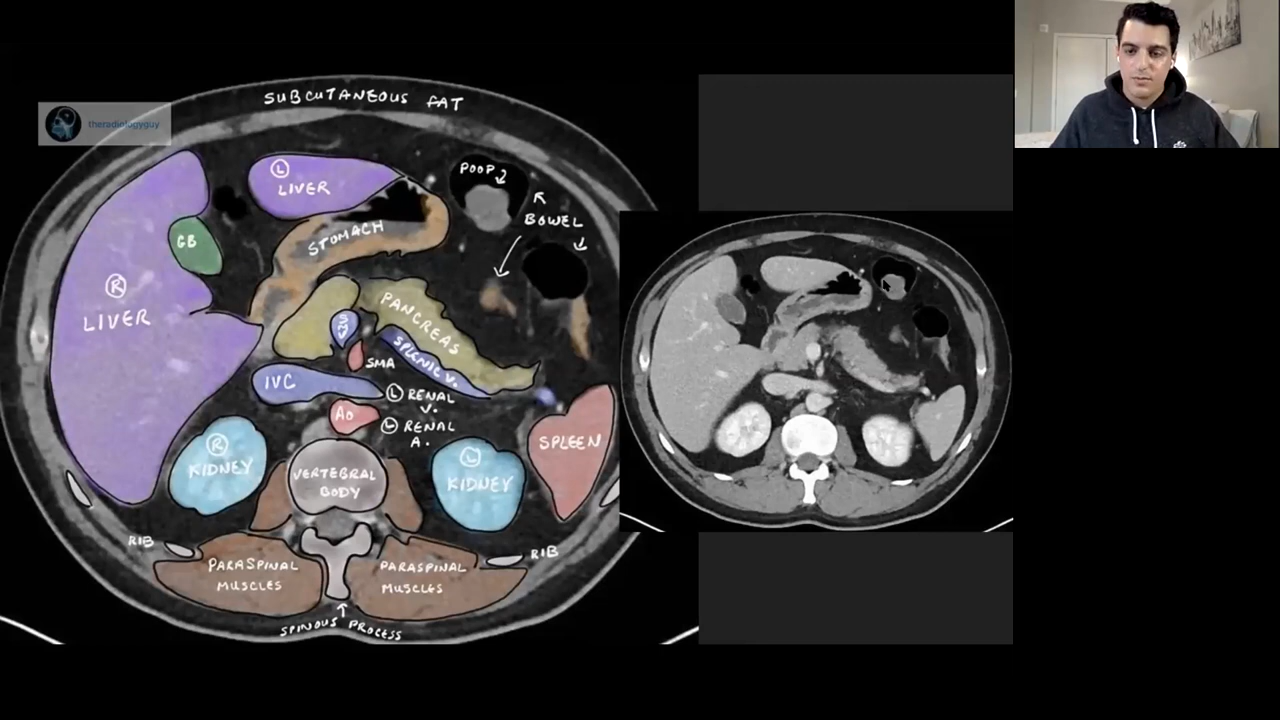 SUBCUTANEOUS FAT
theradiologyguy
L
LIVER
POOP
BOWEL
GB
STOMACH
R
LIVER
PANCREAS
SMV
SPLENIC V.
SMA
IVC
L RENAL
V.
AO
L RENAL
A.
SPLEEN
R
KIDNEY
L
KIDNEY
VERTEBRAL
BODY
RIB
RIB
PARASPINAL
MUSCLES
PARASPINAL
MUSCLES
SPINOUS PROCESS